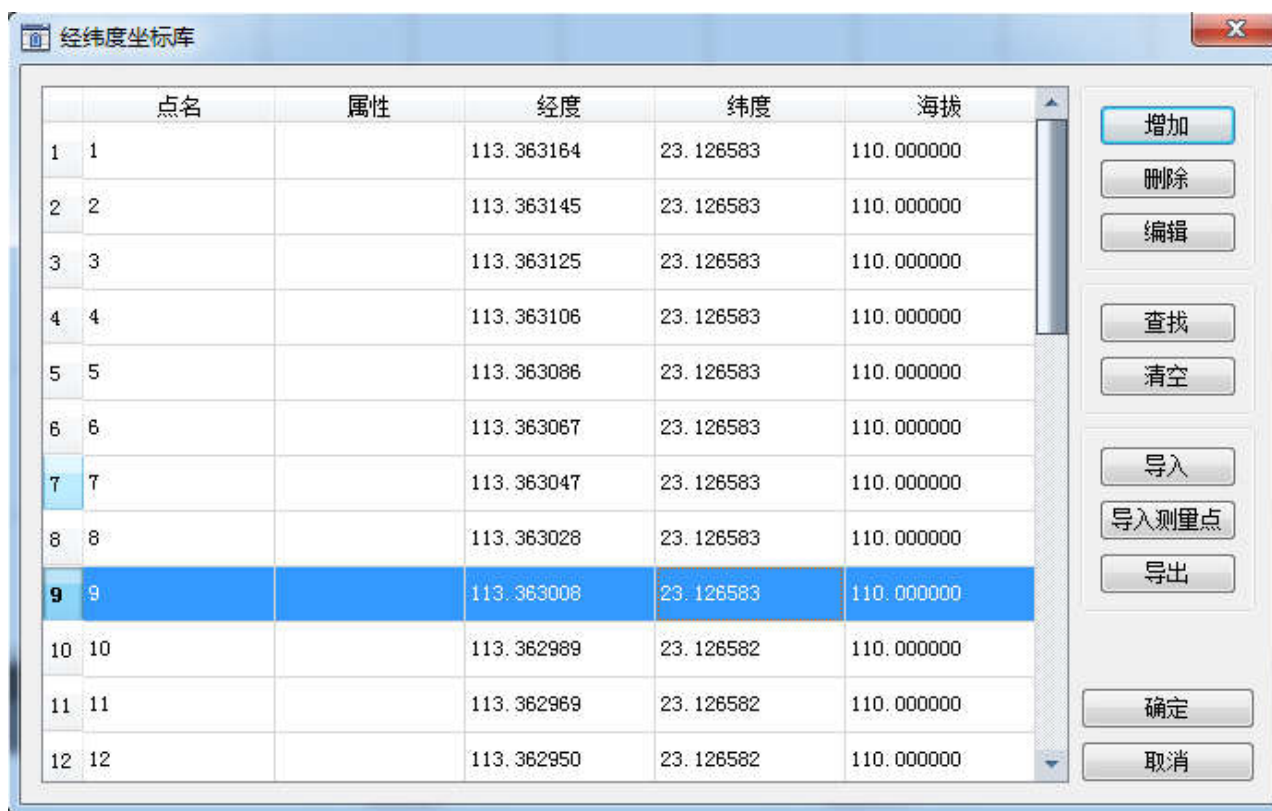 经纬度坐标库
点名 属性 经度 纬度 海拔
1 1 113.363164 23.126583 110.000000
2 2 113.363145 23.126583 110.000000
3 3 113.363125 23.126583 110.000000
4 4 113.363106 23.126583 110.000000
5 5 113.363086 23.126583 110.000000
6 6 113.363067 23.126583 110.000000
7 7 113.363047 23.126583 110.000000
8 8 113.363028 23.126583 110.000000
9 9 113.363008 23.126583 110.000000
10 10 113.362989 23.126582 110.000000
11 11 113.362969 23.126582 110.000000
12 12 113.362950 23.126582 110.000000
增加
删除
编辑
查找
清空
导入
导入测量点
导出
确定
取消